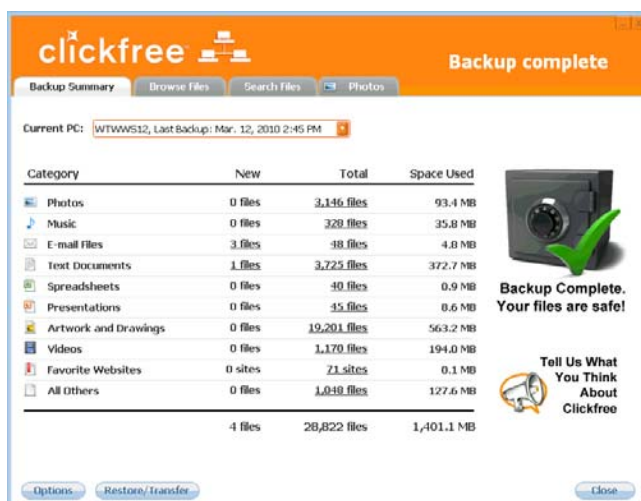 clickfree
Backup complete
Backup Summary Browse Files Search Files Photos
Current PC: WTWWS12, Last Backup: Mar. 12, 2010 2:45 PM
Category New Total Space Used
Photos 0 files 3,146 files 93.4 MB
Music 0 files 328 files 35.8 MB
E-mail Files 3 files 48 files 4.8 MB
Text Documents 1 files 3,725 files 372.7 MB
Spreadsheets 0 files 40 files 0.9 MB
Presentations 0 files 45 files 8.6 MB
Artwork and Drawings 0 files 19,201 files 563.2 MB
Videos 0 files 1,170 files 194.0 MB
Favorite Websites 0 sites 71 sites 0.1 MB
All Others 0 files 1,048 files 127.6 MB
4 files 28,822 files 1,401.1 MB
Backup Complete.
Your files are safe!
Tell Us What
You Think
About
Clickfree
Options Restore/Transfer Close